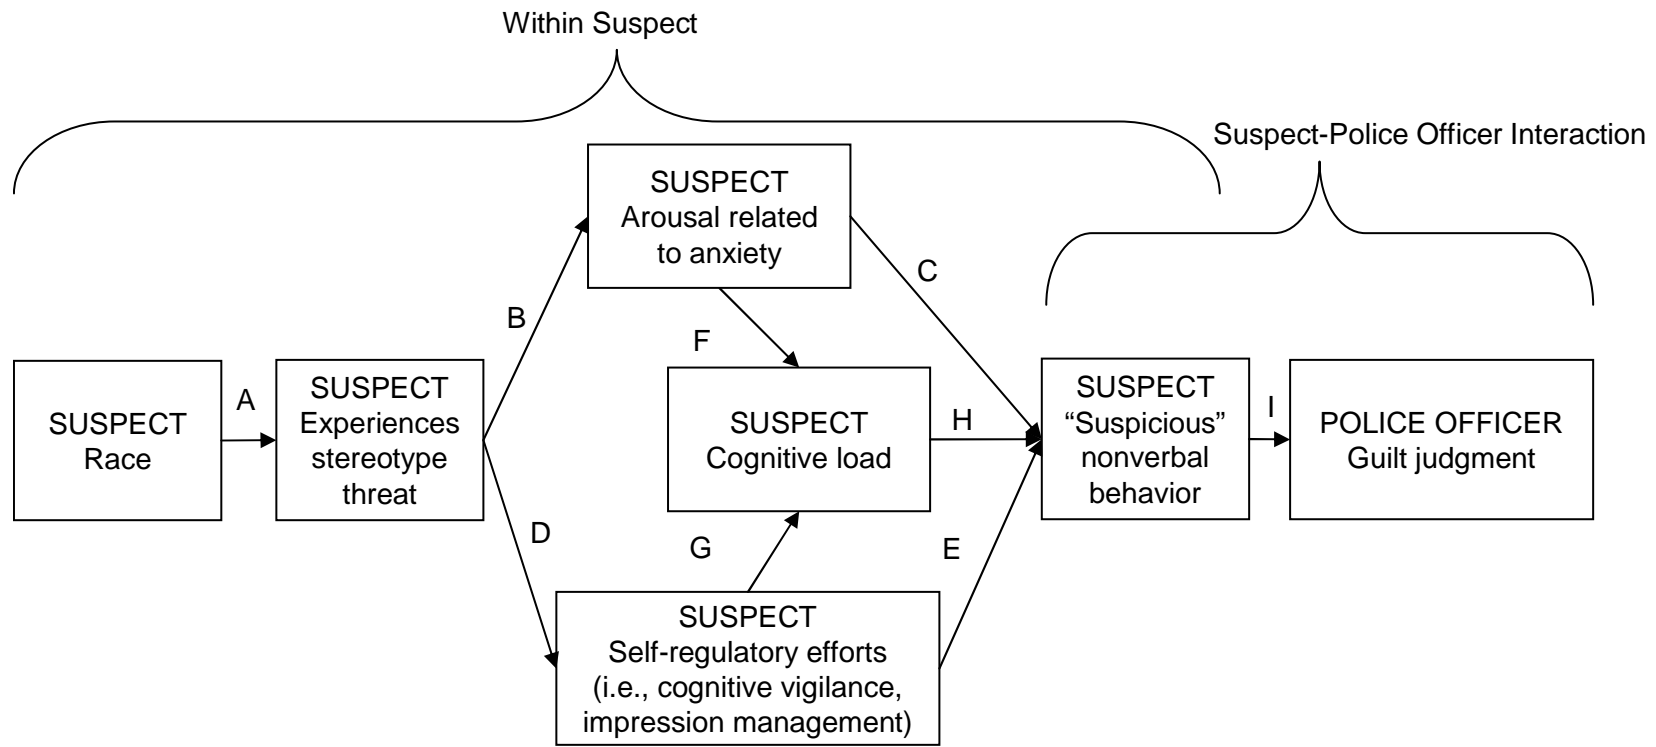 Within Suspect
Suspect-Police Officer Interaction
SUSPECT
Arousal related
to anxiety
C
B
F
SUSPECT
Race
A
SUSPECT
Experiences
stereotype
threat
SUSPECT
Cognitive load
H
SUSPECT
“Suspicious”
nonverbal
behavior
I
POLICE OFFICER
Guilt judgment
D
G
E
SUSPECT
Self-regulatory efforts
(i.e., cognitive vigilance,
impression management)